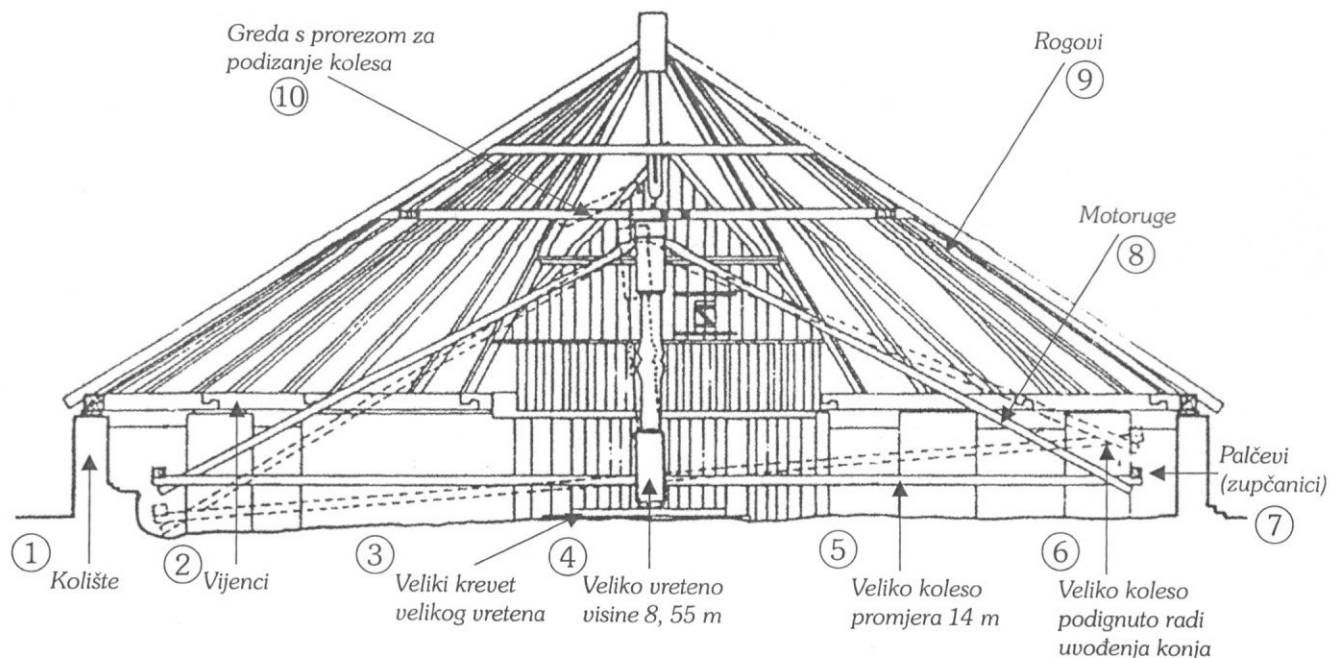 Greda s prorezom za
podizanje kolesa
10
Rogovi
9
Motoruge
8
Palčevi
(zupčanici)
7
1
Kolište
2
Vijenci
3
Veliki krevet
velikog vretena
4
Veliko vreteno
visine 8, 55 m
5
Veliko koleso
promjera 14 m
6
Veliko koleso
podignuto radi
uvođenja konja